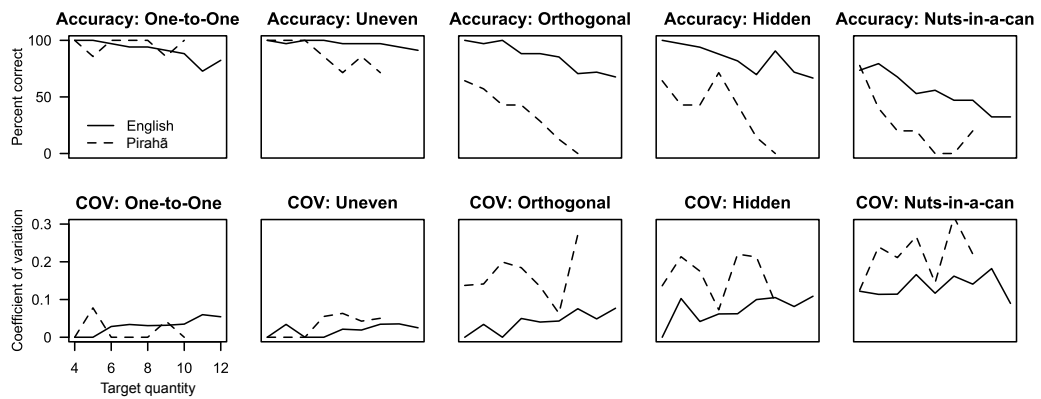 Accuracy: One-to-One
Accuracy: Uneven
Accuracy: Orthogonal
Accuracy: Hidden
Accuracy: Nuts-in-a-can
Percent correct
100
50
0
English
Pirahã
COV: One-to-One
COV: Uneven
COV: Orthogonal
COV: Hidden
COV: Nuts-in-a-can
Coefficient of variation
0.3
0.2
0.1
0
4 6 8 10 12
Target quantity